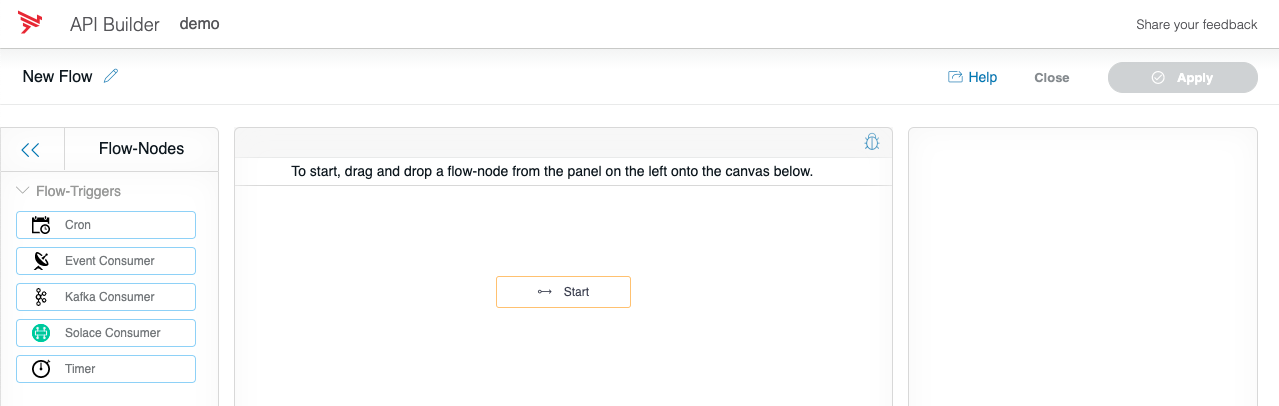 API Builder demo Share your feedback
New Flow Help Close Apply
Flow-Nodes
To start, drag and drop a flow-node from the panel on the left onto the canvas below.
Flow-Triggers
Cron
Event Consumer
Kafka Consumer
Start
Solace Consumer
Timer